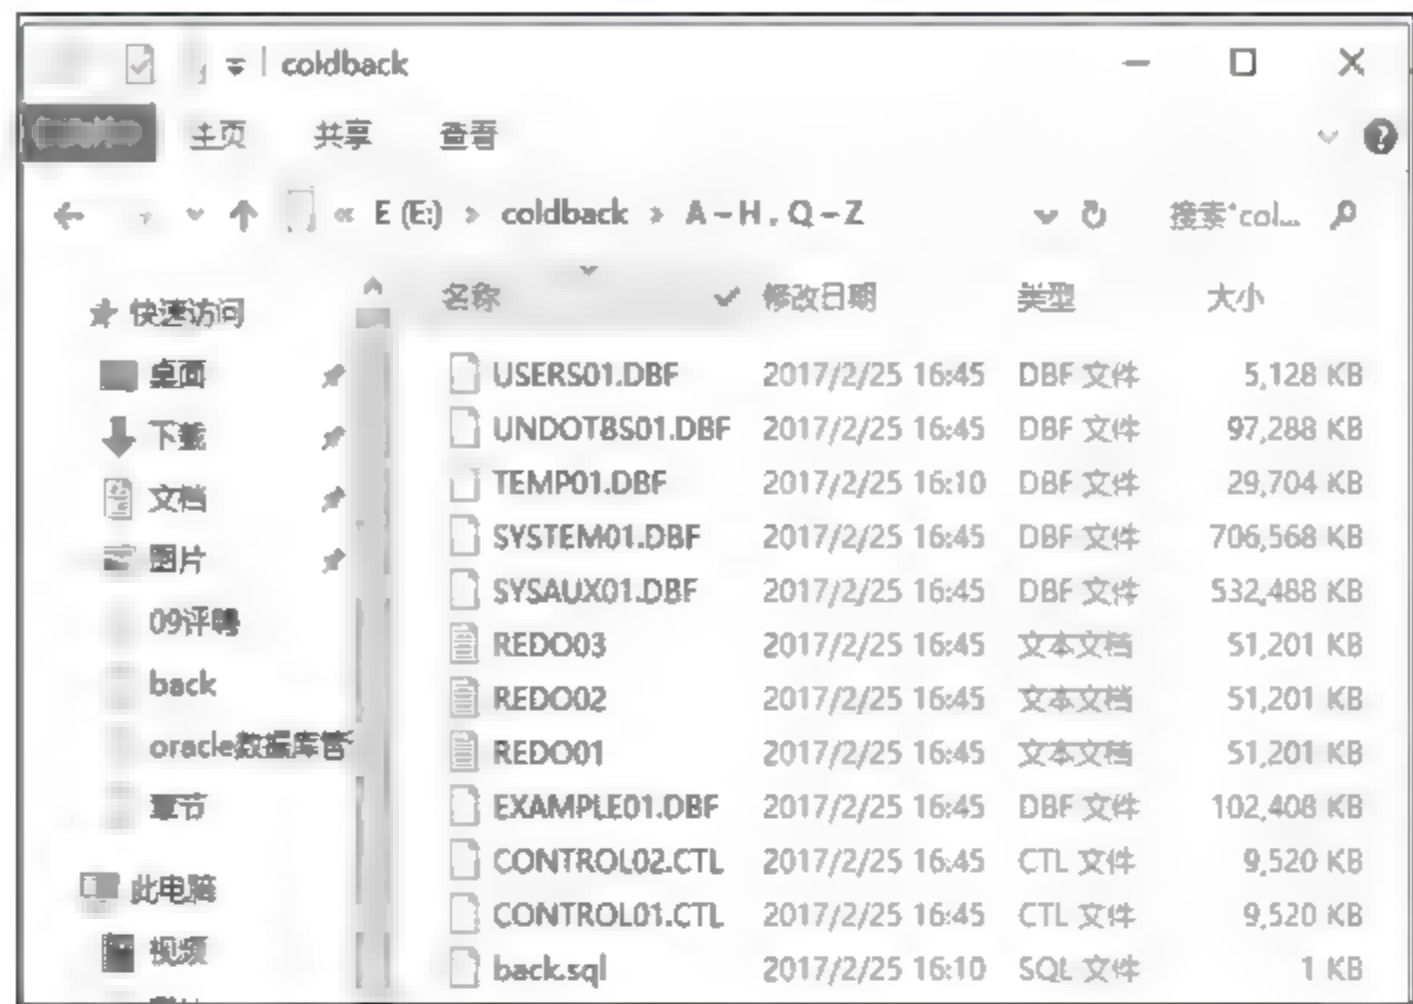 coldback
主页 共享 查看
« E (E:) > coldback > A – H , Q – Z 搜索"col...
名称 修改日期 类型 大小
快速访问
桌面
下载
文档
图片
09评聘
back
oracle数据库管
章节
此电脑
视频
USERS01.DBF 2017/2/25 16:45 DBF 文件 5,128 KB
UNDOTBS01.DBF 2017/2/25 16:45 DBF 文件 97,288 KB
TEMP01.DBF 2017/2/25 16:10 DBF 文件 29,704 KB
SYSTEM01.DBF 2017/2/25 16:45 DBF 文件 706,568 KB
SYSAUX01.DBF 2017/2/25 16:45 DBF 文件 532,488 KB
REDO03 2017/2/25 16:45 文本文档 51,201 KB
REDO02 2017/2/25 16:45 文本文档 51,201 KB
REDO01 2017/2/25 16:45 文本文档 51,201 KB
EXAMPLE01.DBF 2017/2/25 16:45 DBF 文件 102,408 KB
CONTROL02.CTL 2017/2/25 16:45 CTL 文件 9,520 KB
CONTROL01.CTL 2017/2/25 16:45 CTL 文件 9,520 KB
back.sql 2017/2/25 16:10 SQL 文件 1 KB